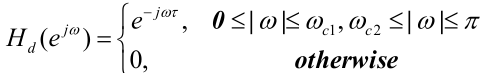 H_d(e^{jω}) = { e^{-jωτ}, 0 ≤| ω |≤ ω_{c1}, ω_{c2} ≤| ω |≤ π
0, otherwise